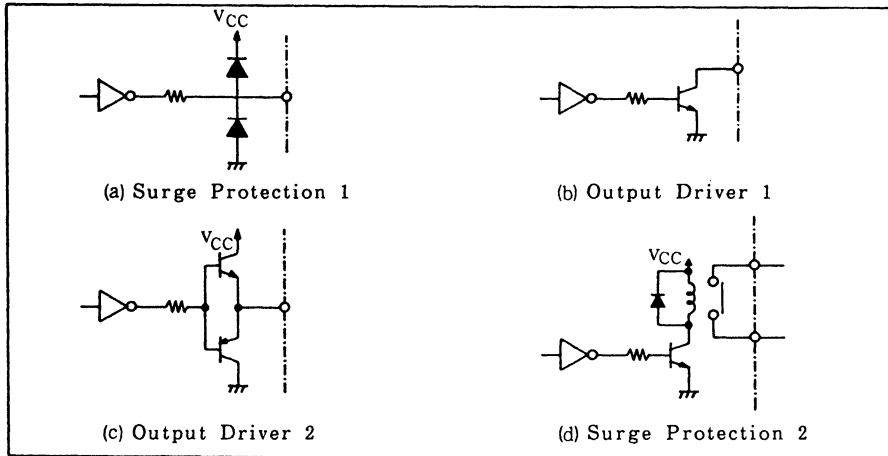 VCC
(a) Surge Protection 1
(b) Output Driver 1
VCC
(c) Output Driver 2
VCC
(d) Surge Protection 2